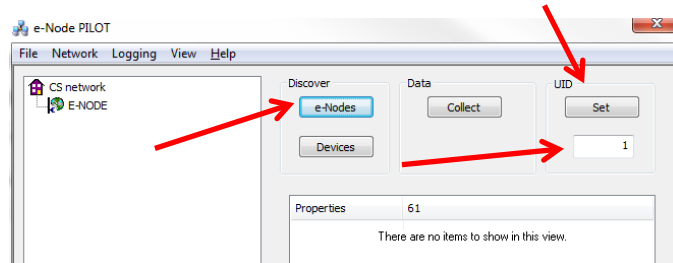 e-Node PILOT
File Network Logging View Help
CS network
E-NODE
Discover
e-Nodes
Devices
Data
Collect
UID
Set
1
Properties 61
There are no items to show in this view.